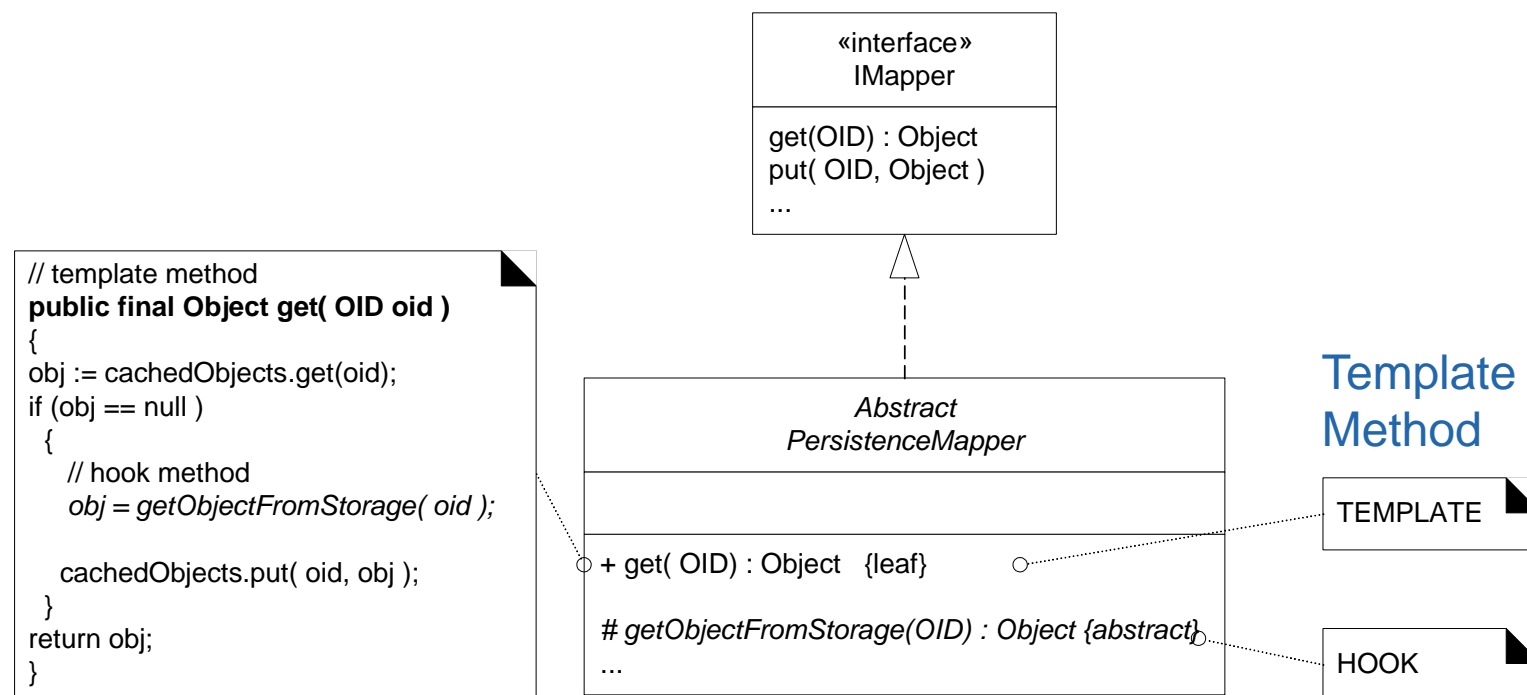 «interface»
IMapper
get(OID) : Object
put( OID, Object )
...
// template method
public final Object get( OID oid )
{
obj := cachedObjects.get(oid);
if (obj == null )
{
// hook method
obj = getObjectFromStorage( oid );
cachedObjects.put( oid, obj );
}
return obj;
}
Abstract
PersistenceMapper
+ get( OID) : Object {leaf}
# getObjectFromStorage(OID) : Object {abstract}
...
Template
Method
TEMPLATE
HOOK